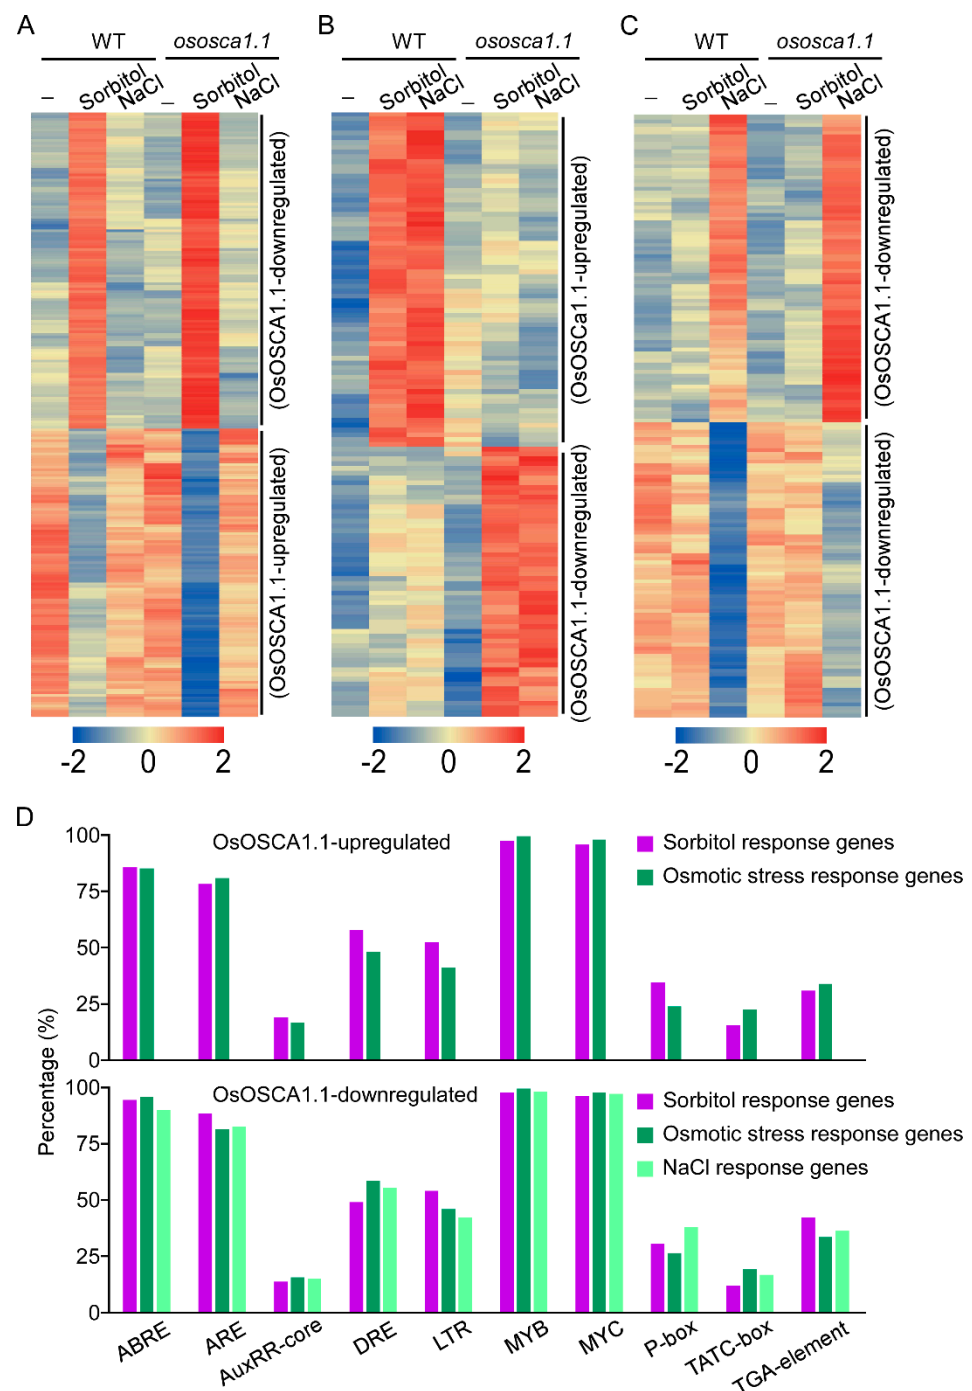 A
WT
ososca1.1
–
Sorbitol
NaCl
–
Sorbitol
NaCl
(OsOSCA1.1-downregulated)
(OsOSCA1.1-upregulated)
-2
0
2
B
WT
ososca1.1
–
Sorbitol
NaCl
–
Sorbitol
NaCl
(OsOSCa1.1-upregulated)
(OsOSCA1.1-downregulated)
-2
0
2
C
WT
ososca1.1
–
Sorbitol
NaCl
–
Sorbitol
NaCl
(OsOSCA1.1-downregulated)
(OsOSCA1.1-downregulated)
-2
0
2
D
Percentage (%)
100
75
50
25
0
OsOSCA1.1-upregulated
Sorbitol response genes
Osmotic stress response genes
100
75
50
25
0
OsOSCA1.1-downregulated
Sorbitol response genes
Osmotic stress response genes
NaCl response genes
ABRE
ARE
AuxRR-core
DRE
LTR
MYB
MYC
P-box
TATC-box
TGA-element